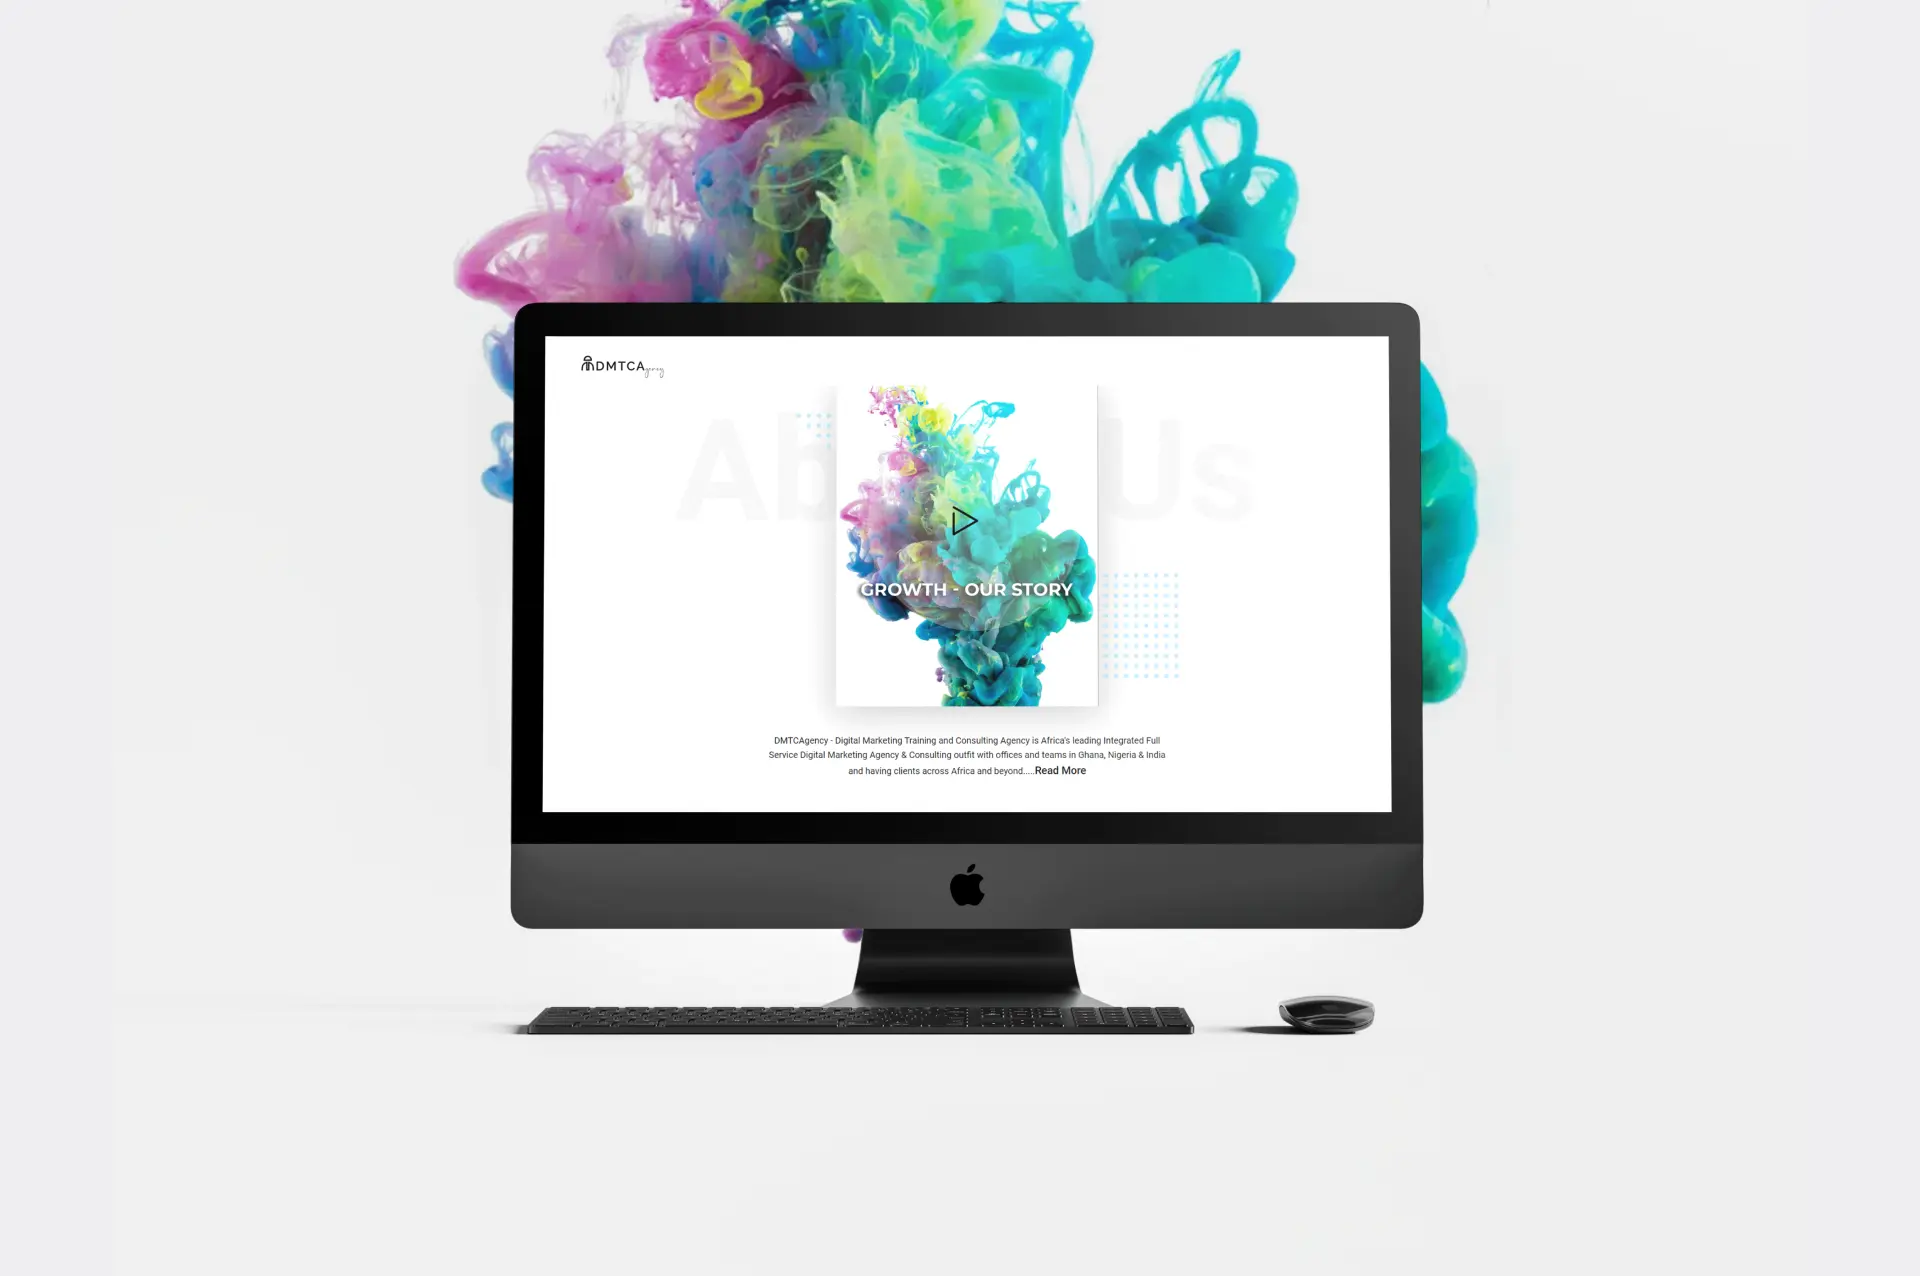 DMTCAgency
About Us
GROWTH - OUR STORY
DMTCAgency - Digital Marketing Training and Consulting Agency is Africa's leading Integrated Full
Service Digital Marketing Agency & Consulting outfit with offices and teams in Ghana, Nigeria & India
and having clients across Africa and beyond.....Read More